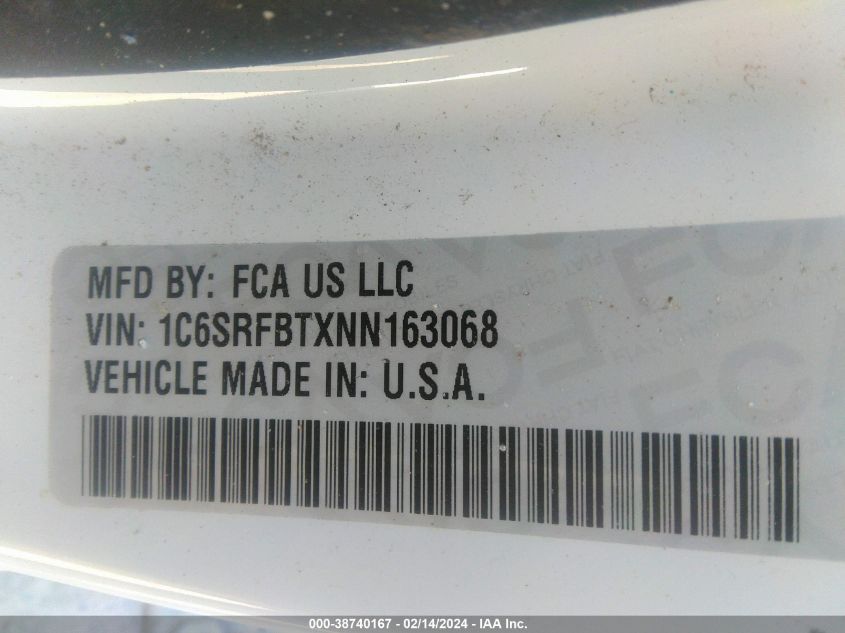 MFD BY: FCA US LLC
VIN: 1C6SRFBTXNN163068
VEHICLE MADE IN: U.S.A.
000-38740167 - 02/14/2024 - IAA Inc.